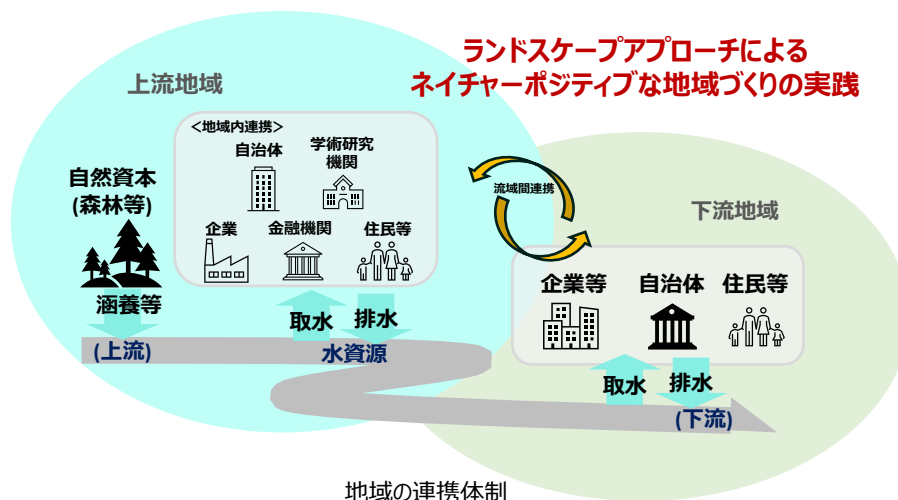 ランドスケープアプローチによる
ネイチャーポジティブな地域づくりの実践
上流地域
＜地域内連携＞
自治体
学術研究
機関
企業
金融機関
住民等
自然資本
(森林等)
涵養等
取水
排水
(上流)
水資源
流域間連携
下流地域
企業等
自治体
住民等
取水
排水
(下流)
地域の連携体制